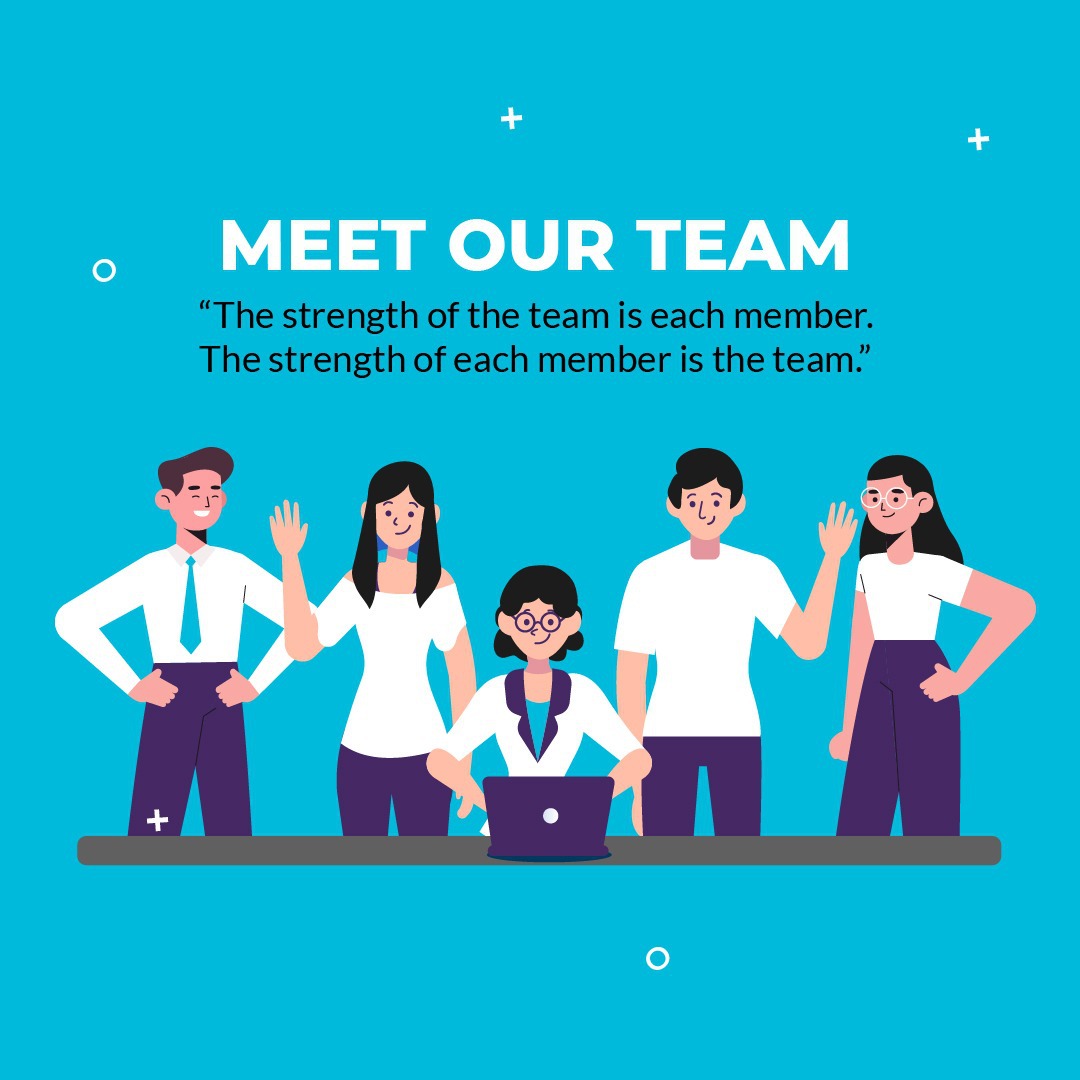 MEET OUR TEAM
“The strength of the team is each member.
The strength of each member is the team.”